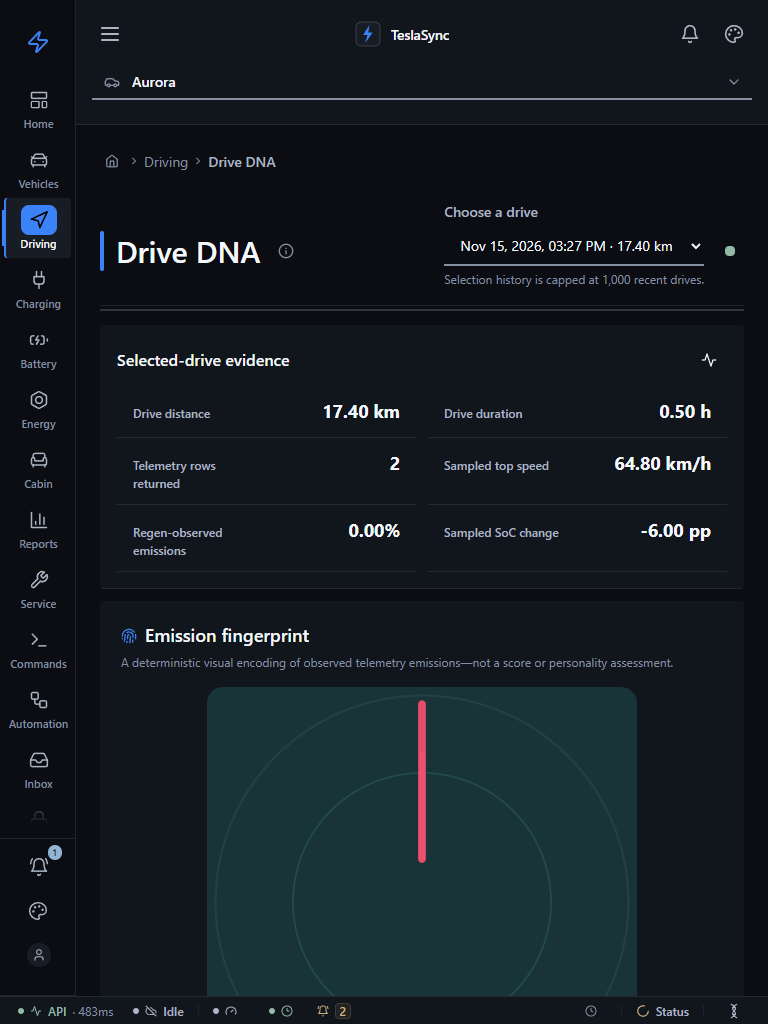 TeslaSync
Aurora
Home
Vehicles
Driving
Charging
Battery
Energy
Cabin
Reports
Service
Commands
Automation
Inbox
1
Driving
Drive DNA
Drive DNA
Choose a drive
Nov 15, 2026, 03:27 PM · 17.40 km
Selection history is capped at 1,000 recent drives.
Selected-drive evidence
Drive distance
17.40 km
Drive duration
0.50 h
Telemetry rows
returned
2
Sampled top speed
64.80 km/h
Regen-observed
emissions
0.00%
Sampled SoC change
-6.00 pp
Emission fingerprint
A deterministic visual encoding of observed telemetry emissions—not a score or personality assessment.
API · 483ms
Idle
2
Status